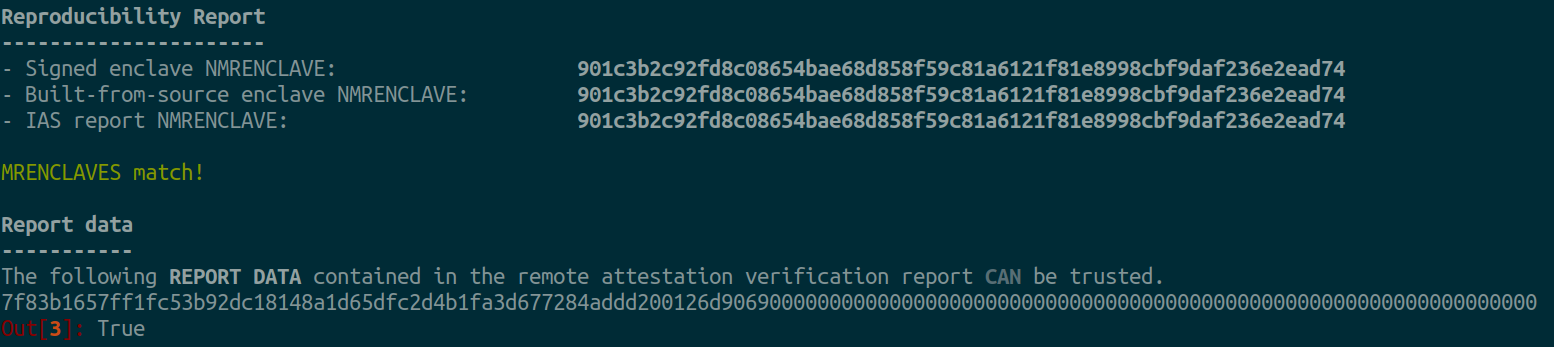 Reproducibility Report
----------------------
- Signed enclave NMRENCLAVE: 901c3b2c92fd8c08654bae68d858f59c81a6121f81e8998cbf9daf236e2ead74
- Built-from-source enclave NMRENCLAVE: 901c3b2c92fd8c08654bae68d858f59c81a6121f81e8998cbf9daf236e2ead74
- IAS report NMRENCLAVE: 901c3b2c92fd8c08654bae68d858f59c81a6121f81e8998cbf9daf236e2ead74
MRENCLAVES match!
Report data
-----------
The following REPORT DATA contained in the remote attestation verification report CAN be trusted.
7f83b1657ff1fc53b92dc18148a1d65dfc2d4b1fa3d677284addd200126d90690000000000000000000000000000000000000000000000000000000000000000
Out[3]: True